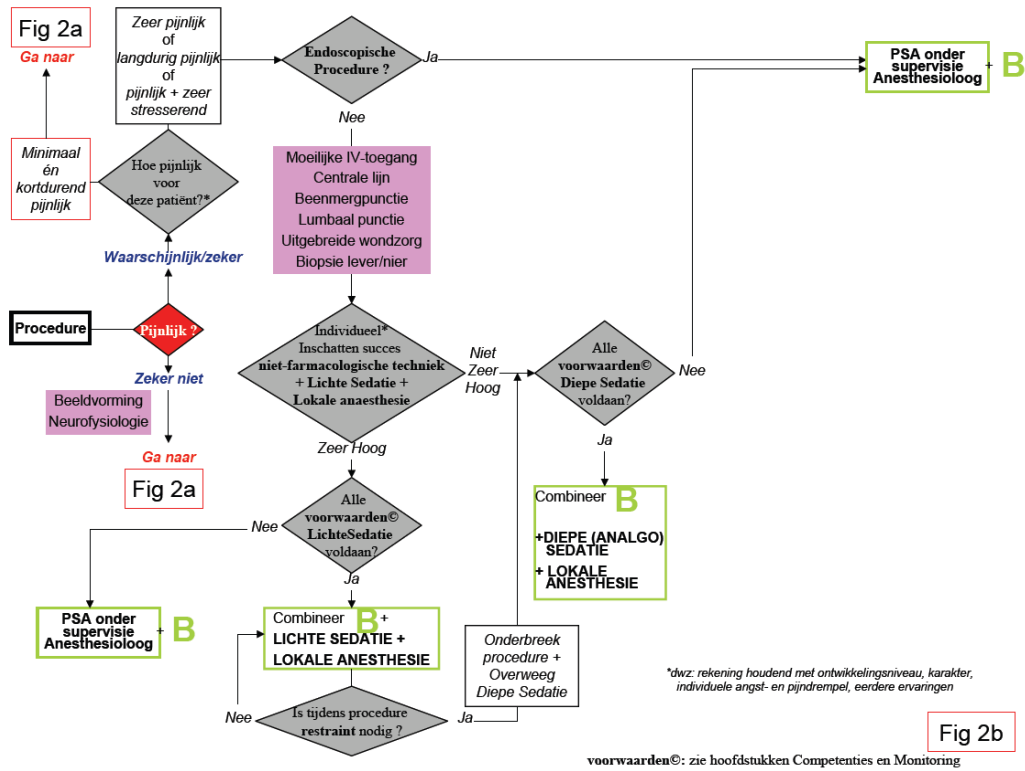 Fig 2a
Ga naar
Minimaal
én
kortdurend
pijnlijk
Zeer pijnlijk
of
langdurig pijnlijk
of
pijnlijk + zeer
stresserend
Hoe pijnlijk
voor
deze patiënt?*
Waarschijnlijk/zeker
Procedure
Pijnlijk ?
Zeker niet
Beeldvorming
Neurofysiologie
Ga naar
Fig 2a
Endoscopische
Procedure ?
Ja
PSA onder
supervisie
Anesthesioloog
+ B
Nee
Moeilijke IV-toegang
Centrale lijn
Beenmergpunctie
Lumbaal punctie
Uitgebreide wondzorg
Biopsie lever/nier
Individueel*
Inschatten succes
niet-farmacologische techniek
+ Lichte Sedatie +
Lokale anaesthesie
Niet
Zeer
Hoog
Alle
voorwaarden©
Diepe Sedatie
voldaan?
Nee
Ja
Combineer B
+DIEPE (ANALGO)
SEDATIE
+ LOKALE
ANESTHESIE
Zeer Hoog
Alle
voorwaarden©
LichteSedatie
voldaan?
Nee
PSA onder
supervisie
Anesthesioloog
+ B
Ja
Combineer B +
LICHTE SEDATIE +
LOKALE ANESTHESIE
Is tijdens procedure
restraint nodig ?
Nee
Ja
Onderbreek
procedure +
Overweeg
Diepe Sedatie
*dwz: rekening houdend met ontwikkelingsniveau, karakter,
individuele angst- en pijndrempel, eerdere ervaringen
Fig 2b
voorwaarden©: zie hoofdstukken Competenties en Monitoring